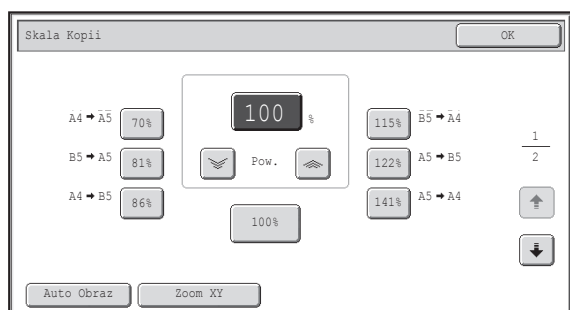 Skala Kopii OK
A4 → A5 70% 100 % 115% B5 → A4
B5 → A5 81% Pow. 122% A5 → B5
A4 → B5 86% 100% 141% A5 → A4
1
2
Auto Obraz Zoom XY